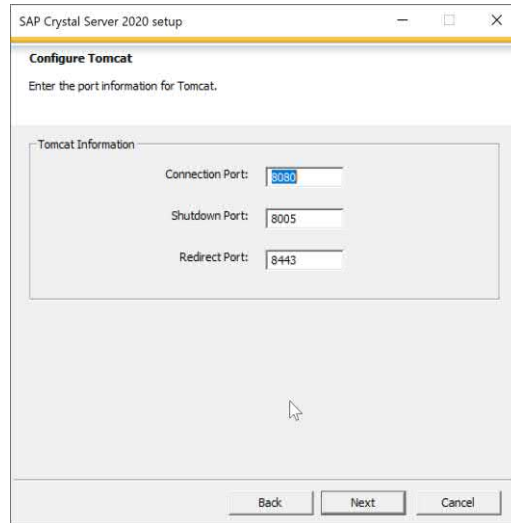 SAP Crystal Server 2020 setup
Configure Tomcat
Enter the port information for Tomcat.
Tomcat Information
Connection Port: 8080
Shutdown Port: 8005
Redirect Port: 8443
Back Next Cancel